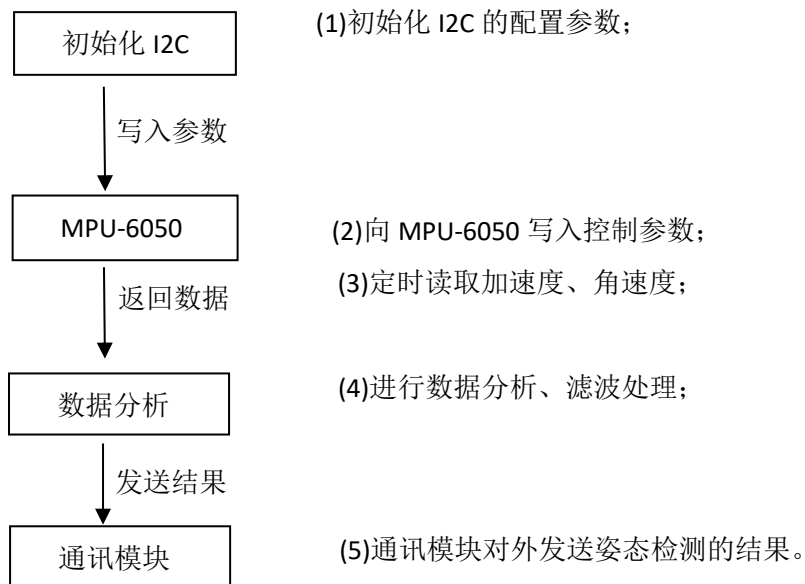 初始化 I2C
(1)初始化 I2C 的配置参数；
写入参数
MPU-6050
(2)向 MPU-6050 写入控制参数；
返回数据
(3)定时读取加速度、角速度；
数据分析
(4)进行数据分析、滤波处理；
发送结果
通讯模块
(5)通讯模块对外发送姿态检测的结果。